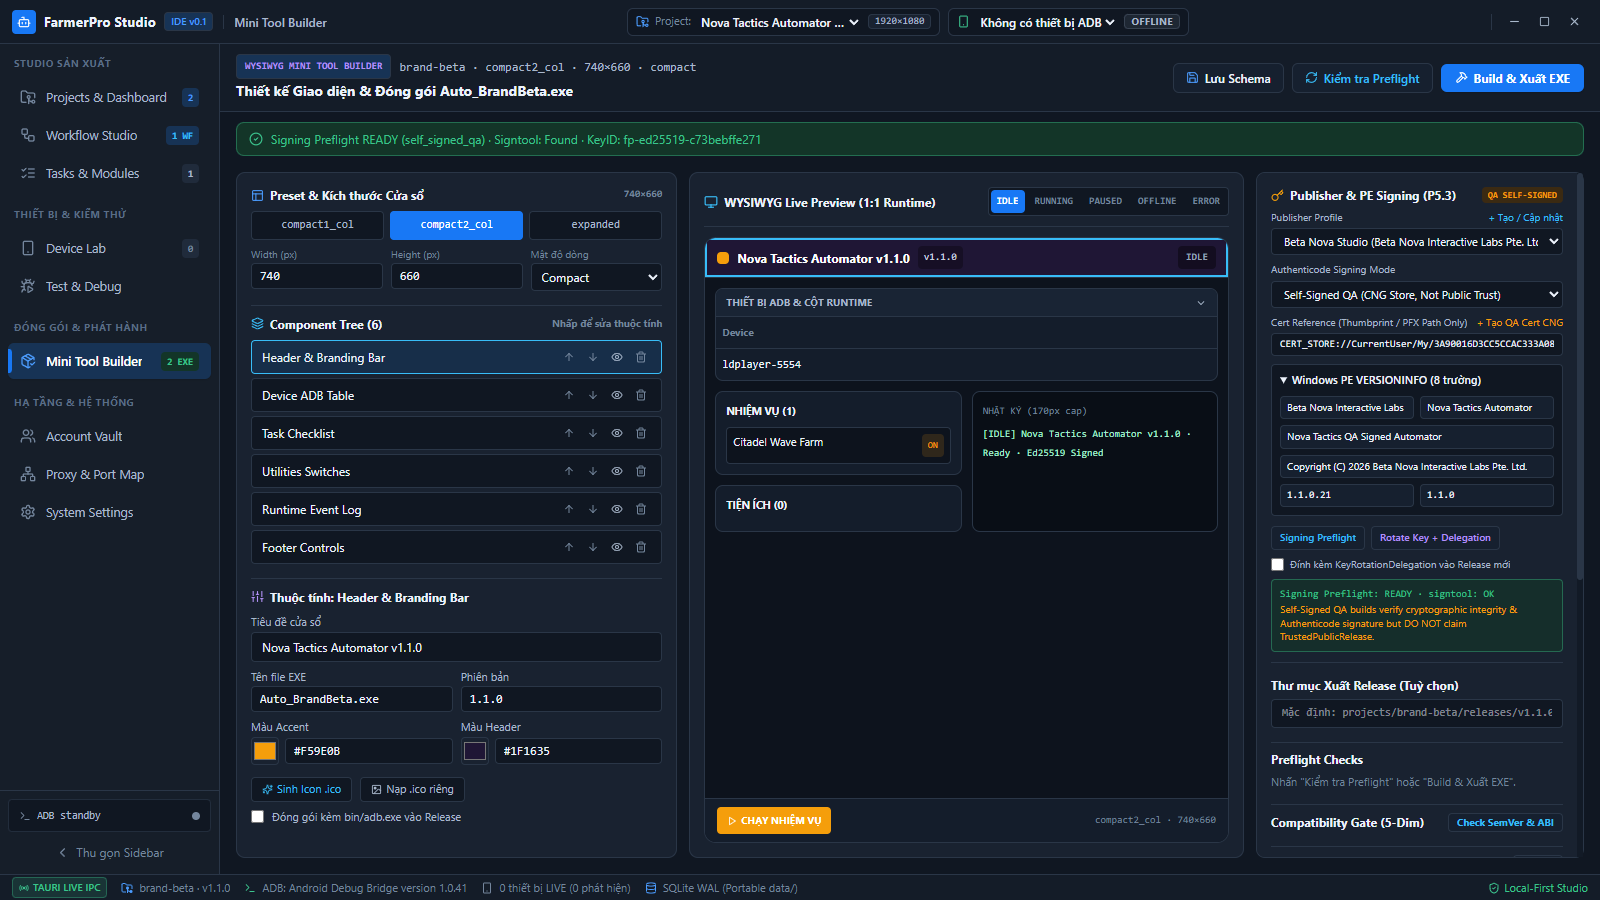 FarmerPro Studio IDE v0.1 Mini Tool Builder
Project: Nova Tactics Automator ... 1920×1080
Không có thiết bị ADB OFFLINE
STUDIO SẢN XUẤT
Projects & Dashboard 2
Workflow Studio 1 WF
Tasks & Modules 1
THIẾT BỊ & KIỂM THỬ
Device Lab 0
Test & Debug
ĐÓNG GÓI & PHÁT HÀNH
Mini Tool Builder 2 EXE
HẠ TẦNG & HỆ THỐNG
Account Vault
Proxy & Port Map
System Settings
ADB standby
Thu gọn Sidebar
WYSIWYG MINI TOOL BUILDER brand-beta · compact2_col · 740×660 · compact
Thiết kế Giao diện & Đóng gói Auto_BrandBeta.exe
Lưu Schema
Kiểm tra Preflight
Build & Xuất EXE
Signing Preflight READY (self_signed_qa) · Signtool: Found · KeyID: fp-ed25519-c73bebffe271
Preset & Kích thước Cửa sổ 740×660
compact1_col compact2_col expanded
Width (px) Height (px) Mật độ dòng
740 660 Compact
Component Tree (6) Nhấp để sửa thuộc tính
Header & Branding Bar
Device ADB Table
Task Checklist
Utilities Switches
Runtime Event Log
Footer Controls
Thuộc tính: Header & Branding Bar
Tiêu đề cửa sổ
Nova Tactics Automator v1.1.0
Tên file EXE Phiên bản
Auto_BrandBeta.exe 1.1.0
Màu Accent Màu Header
#F59E0B #1F1635
Sinh Icon .ico Nạp .ico riêng
Đóng gói kèm bin/adb.exe vào Release
WYSIWYG Live Preview (1:1 Runtime)
IDLE RUNNING PAUSED OFFLINE ERROR
Nova Tactics Automator v1.1.0 v1.1.0 IDLE
THIẾT BỊ ADB & CỘT RUNTIME
Device
ldplayer-5554
NHIỆM VỤ (1)
Citadel Wave Farm ON
TIỆN ÍCH (0)
NHẬT KÝ (170px cap)
[IDLE] Nova Tactics Automator v1.1.0 ·
Ready · Ed25519 Signed
CHẠY NHIỆM VỤ
compact2_col · 740×660
Publisher & PE Signing (P5.3) QA SELF-SIGNED
Publisher Profile + Tạo / Cập nhật
Beta Nova Studio (Beta Nova Interactive Labs Pte. Ltd
Authenticode Signing Mode
Self-Signed QA (CNG Store, Not Public Trust)
Cert Reference (Thumbprint / PFX Path Only) + Tạo QA Cert CNG
CERT_STORE://CurrentUser/My/3A90016D3CC5CCAC333A08
▼ Windows PE VERSIONINFO (8 trường)
Beta Nova Interactive Labs Nova Tactics Automator
Nova Tactics QA Signed Automator
Copyright (C) 2026 Beta Nova Interactive Labs Pte. Ltd.
1.1.0.21 1.1.0
Signing Preflight Rotate Key + Delegation
Đính kèm KeyRotationDelegation vào Release mới
Signing Preflight: READY · signtool: OK
Self-Signed QA builds verify cryptographic integrity &
Authenticode signature but DO NOT claim
TrustedPublicRelease.
Thư mục Xuất Release (Tuỳ chọn)
Mặc định: projects/brand-beta/releases/v1.1.0
Preflight Checks
Nhấn "Kiểm tra Preflight" hoặc "Build & Xuất EXE".
Compatibility Gate (5-Dim) Check SemVer & ABI
TAURI LIVE IPC brand-beta · v1.1.0 ADB: Android Debug Bridge version 1.0.41 0 thiết bị LIVE (0 phát hiện) SQLite WAL (Portable data/) Local-First Studio